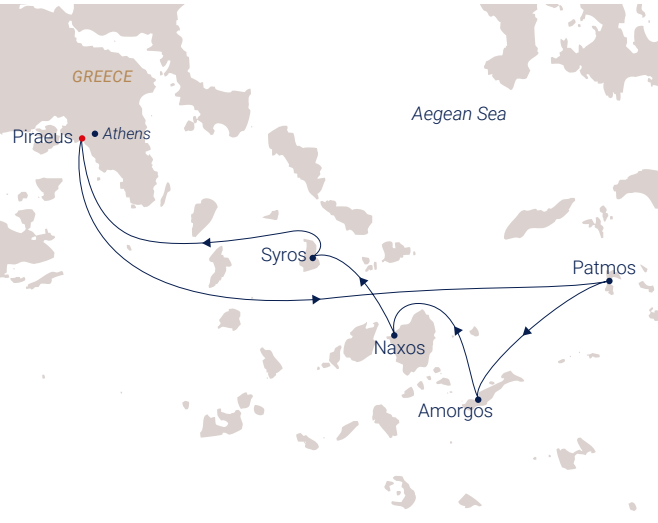 GREECE
Aegean Sea
Piraeus
Athens
Syros
Patmos
Naxos
Amorgos